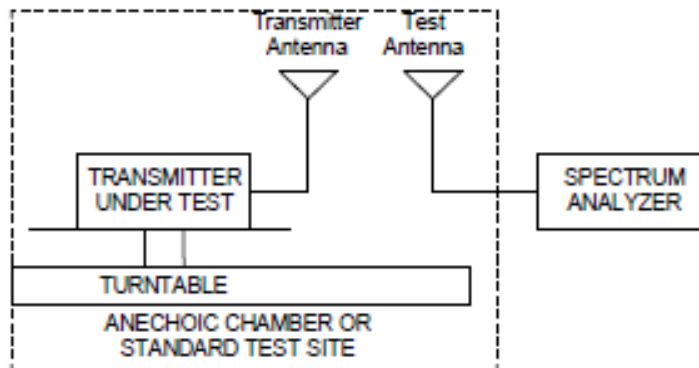 Transmitter
Antenna
Test
Antenna
TRANSMITTER
UNDER TEST
SPECTRUM
ANALYZER
TURNTABLE
ANECHOIC CHAMBER OR
STANDARD TEST SITE